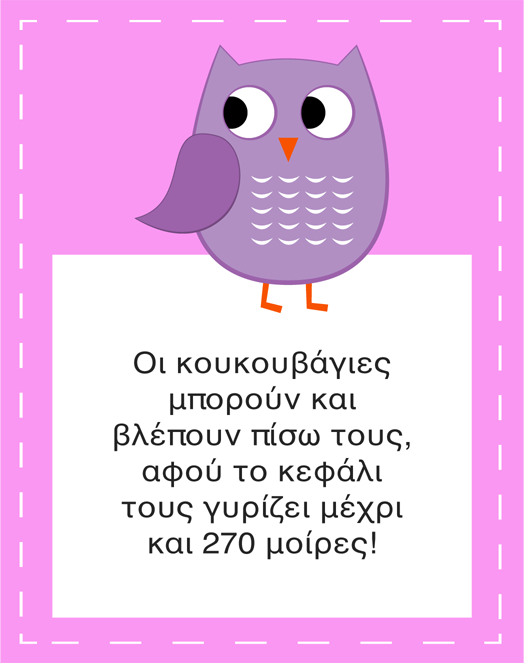 Οι κουκουβάγιες
μπορούν και
βλέπουν πίσω τους,
αφού το κεφάλι
τους γυρίζει μέχρι
και 270 μοίρες!